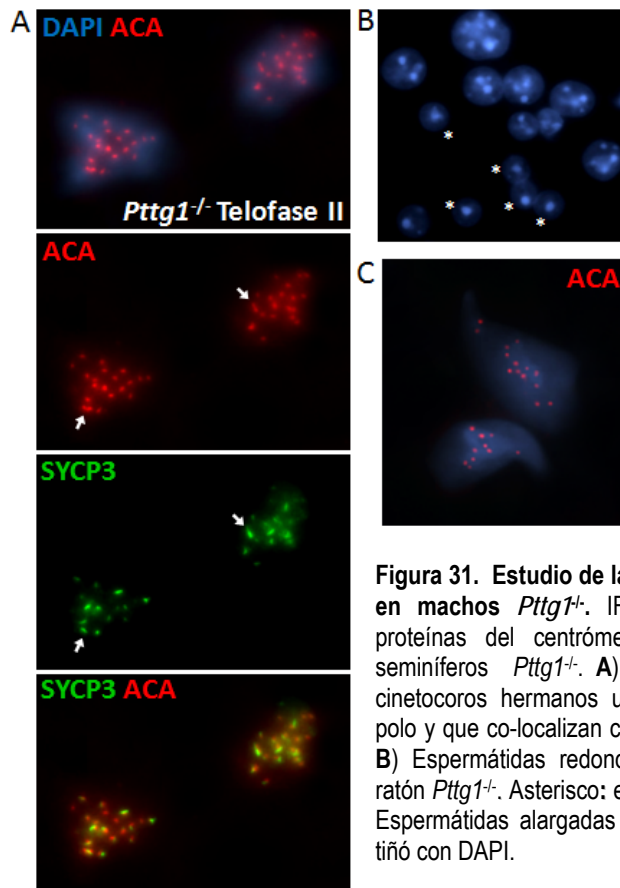 A
DAPI ACA
Pttg1-/- Telofase II
ACA
SYCP3
SYCP3 ACA
B
*
*
*
*
*
C
ACA
Figura 31. Estudio de la
en machos Pttg1-/-. IF
proteínas del centróme
seminíferos Pttg1-/-. A)
cinetocoros hermanos u
polo y que co-localizan c
B) Espermátidas redond
ratón Pttg1-/-. Asterisco: e
Espermátidas alargadas
tiñó con DAPI.